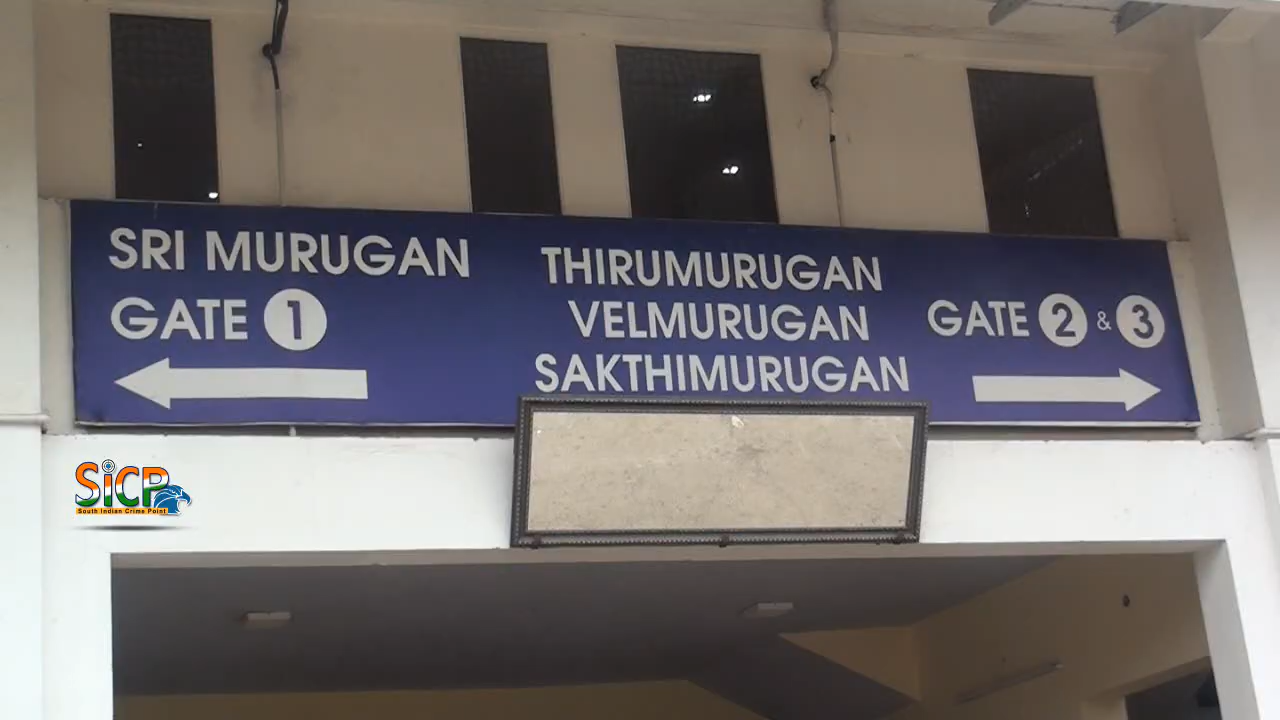 SRI MURUGAN
GATE 1
THIRUMURUGAN
VELMURUGAN
SAKTHIMURUGAN
GATE 2 & 3
SiCP
South Indian Crime Point